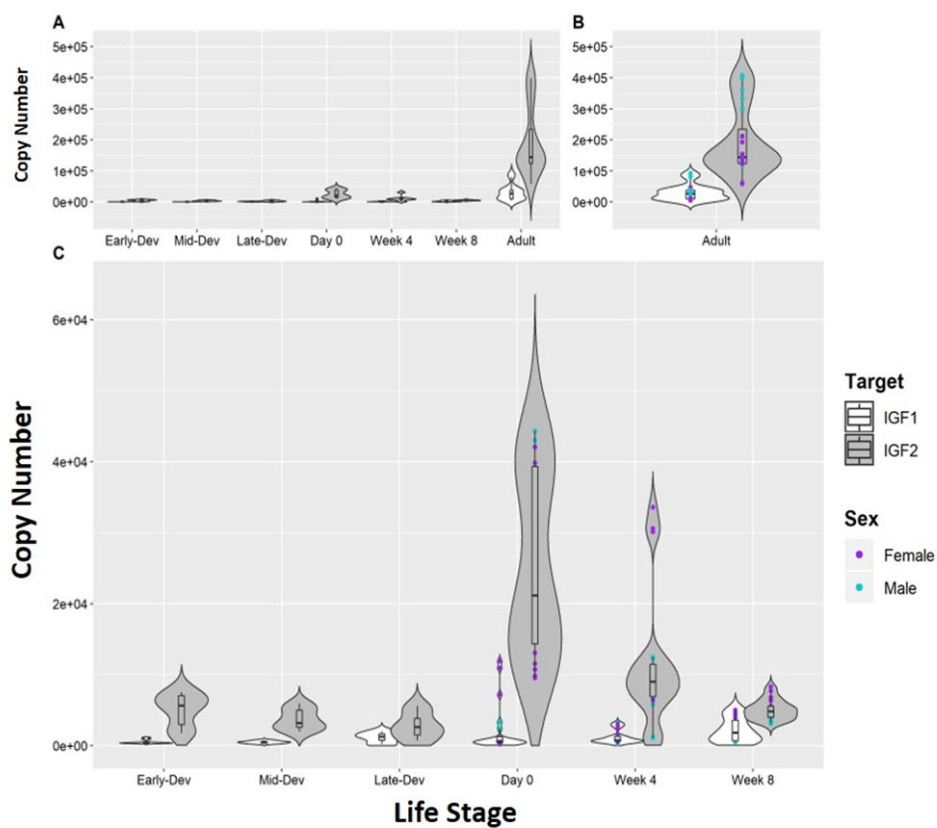 A
B
5e+05
4e+05
3e+05
2e+05
1e+05
0e+00
Copy Number
Early-Dev Mid-Dev Late-Dev Day 0 Week 4 Week 8 Adult
5e+05
4e+05
3e+05
2e+05
1e+05
0e+00
Adult
C
6e+04
4e+04
2e+04
0e+00
Copy Number
Early-Dev Mid-Dev Late-Dev Day 0 Week 4 Week 8
Life Stage
Target
IGF1
IGF2
Sex
Female
Male